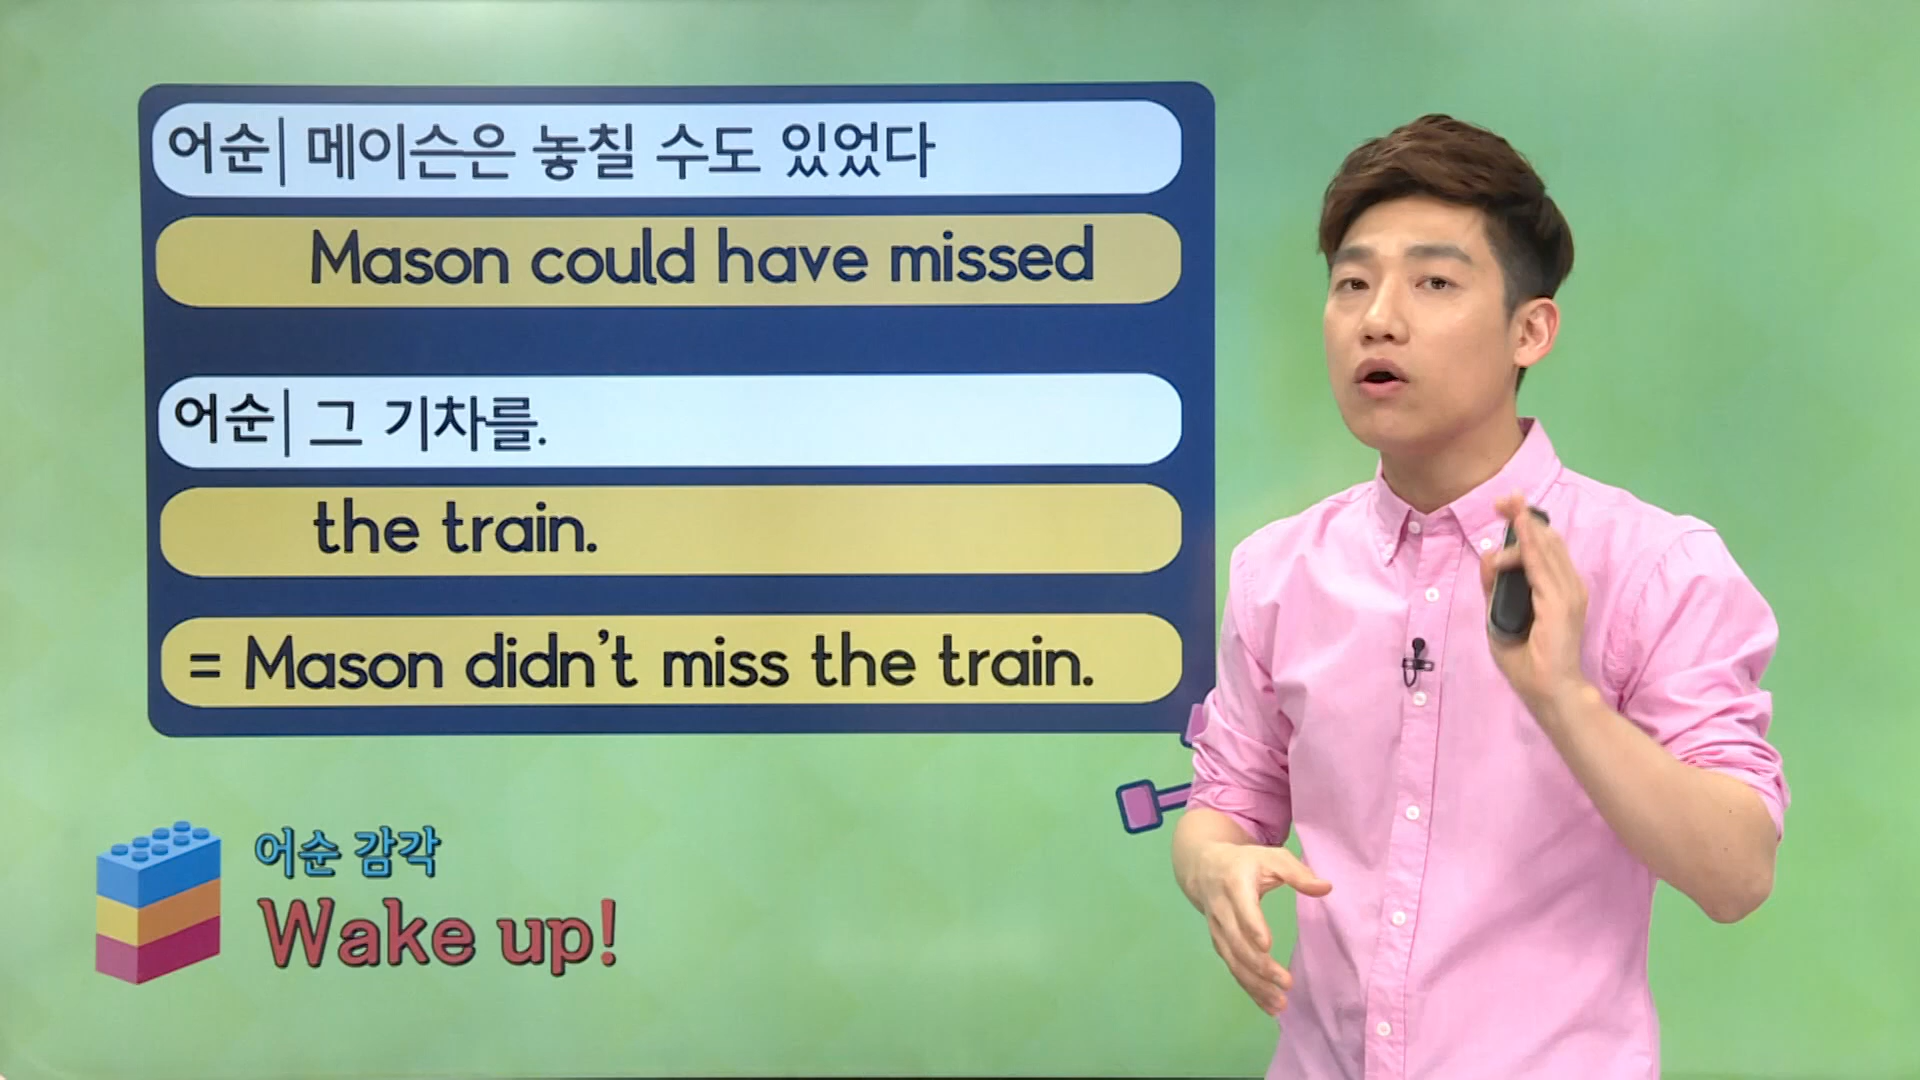 어순| 메이슨은 놓칠 수도 있었다
Mason could have missed
어순| 그 기차를.
the train.
= Mason didn't miss the train.
어순 감각
Wake up!